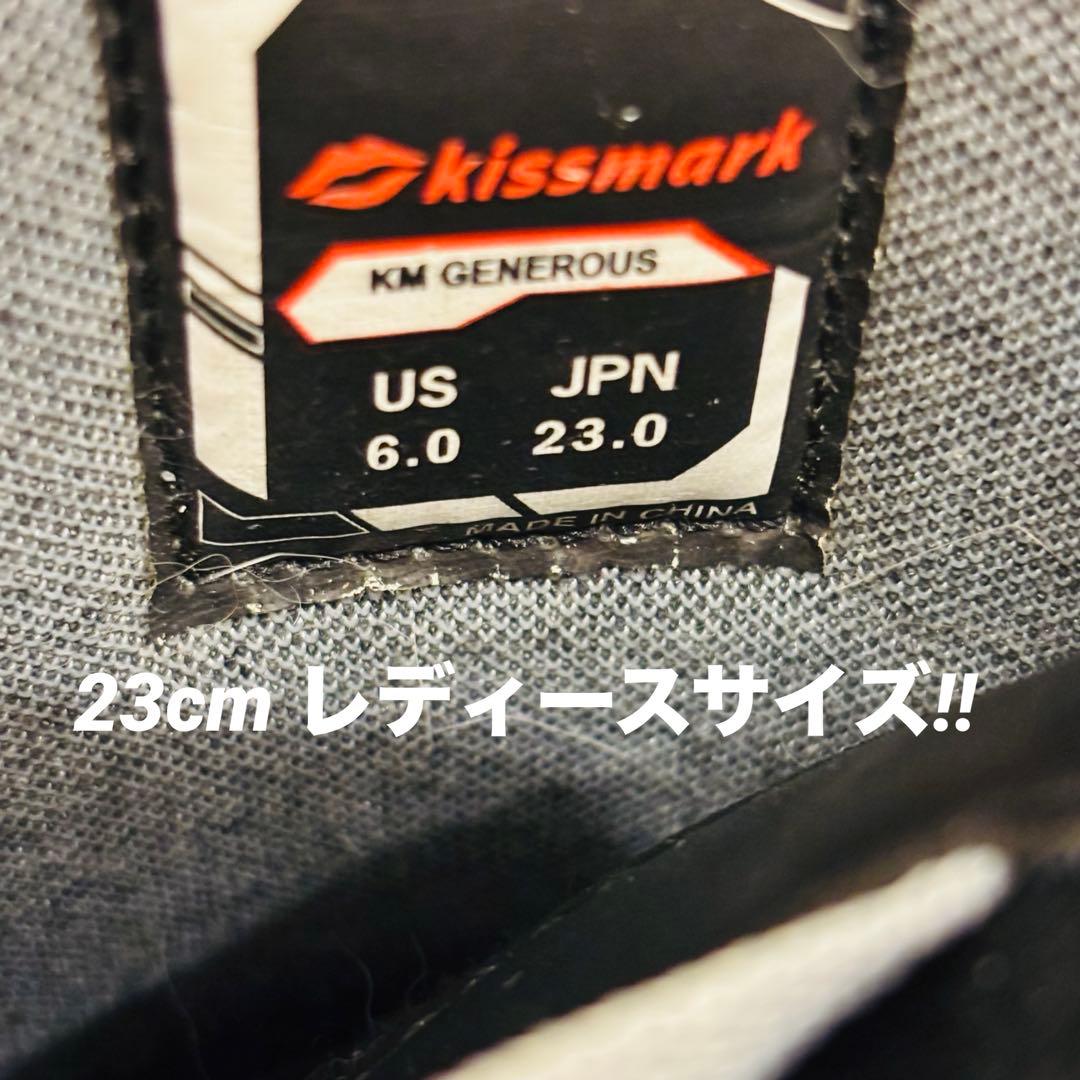 kissmark
KM GENEROUS
US JPN
6.0 23.0
MADE IN CHINA
23cm レディースサイズ!!